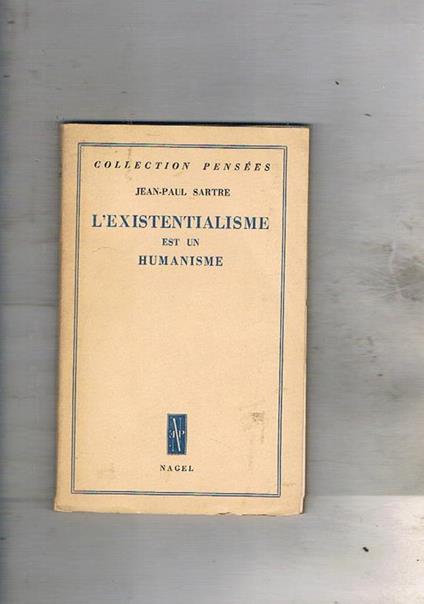 COLLECTION PENSÉES
JEAN-PAUL SARTRE
L'EXISTENTIALISME
EST UN
HUMANISME
NAGEL